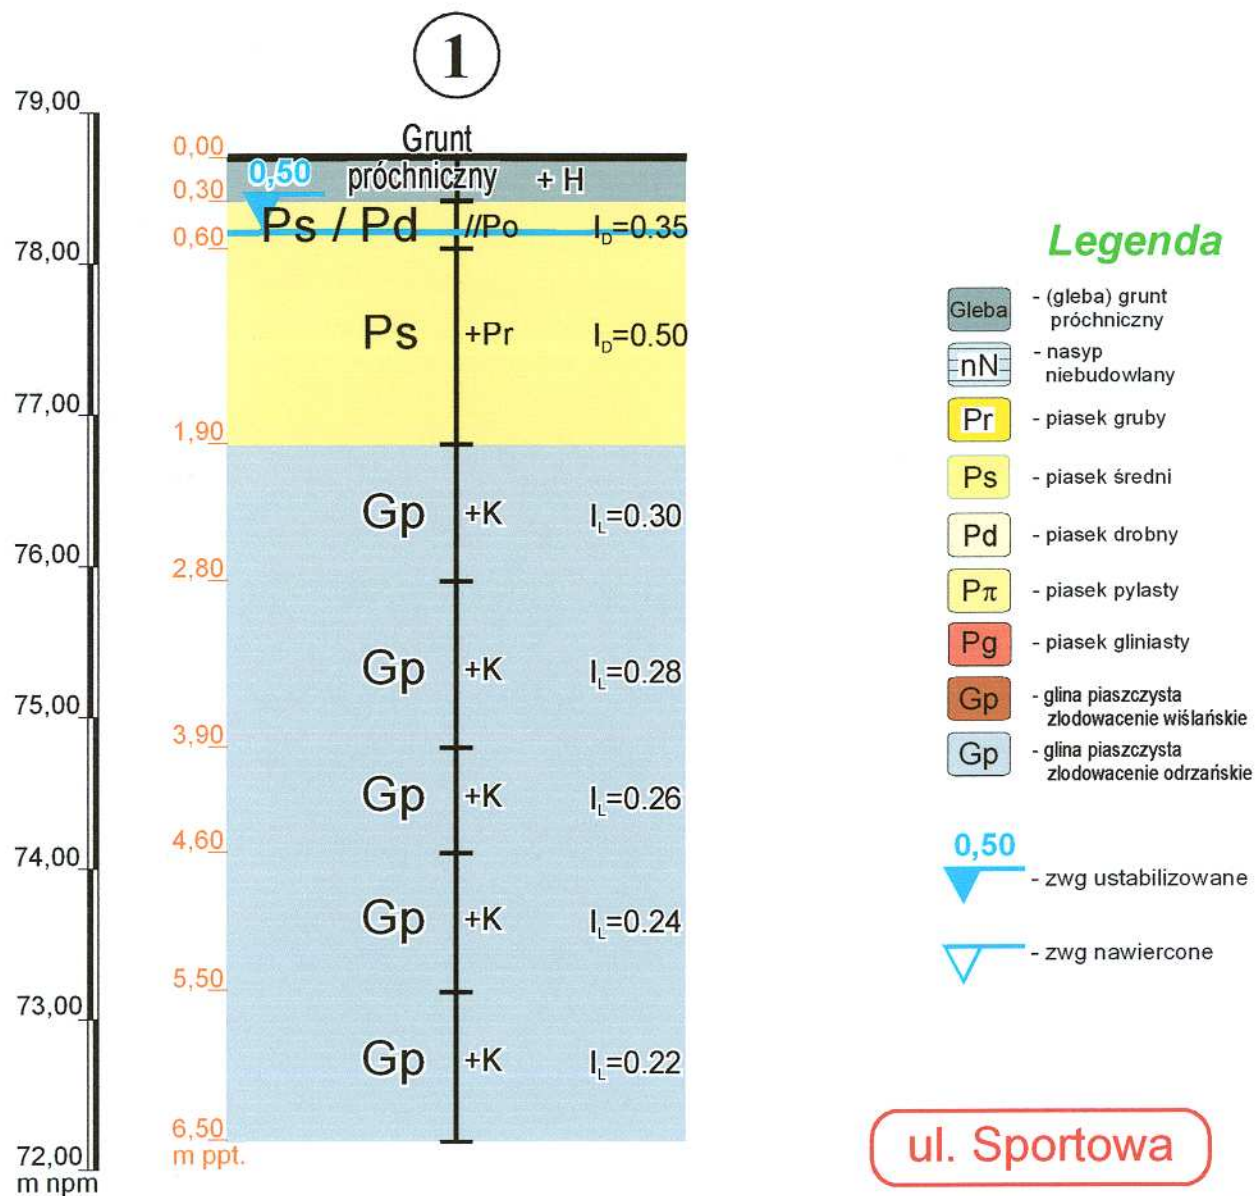 1
79,00
78,00
77,00
76,00
75,00
74,00
73,00
72,00
m npm
0,00
0,30
0,60
1,90
2,80
3,90
4,60
5,50
6,50
m ppt.
Grunt
próchniczny + H
0,50
Ps / Pd //Po I_D=0.35
Ps +Pr I_D=0.50
Gp +K I_L=0.30
Gp +K I_L=0.28
Gp +K I_L=0.26
Gp +K I_L=0.24
Gp +K I_L=0.22
Legenda
Gleba - (gleba) grunt
próchniczny
nN - nasyp
niebudowlany
Pr - piasek gruby
Ps - piasek średni
Pd - piasek drobny
Pπ - piasek pylasty
Pg - piasek gliniasty
Gp - glina piaszczysta
zlodowacenie wiślańskie
Gp - glina piaszczysta
zlodowacenie odrzańskie
0,50
- zwg ustabilizowane
- zwg nawiercone
ul. Sportowa